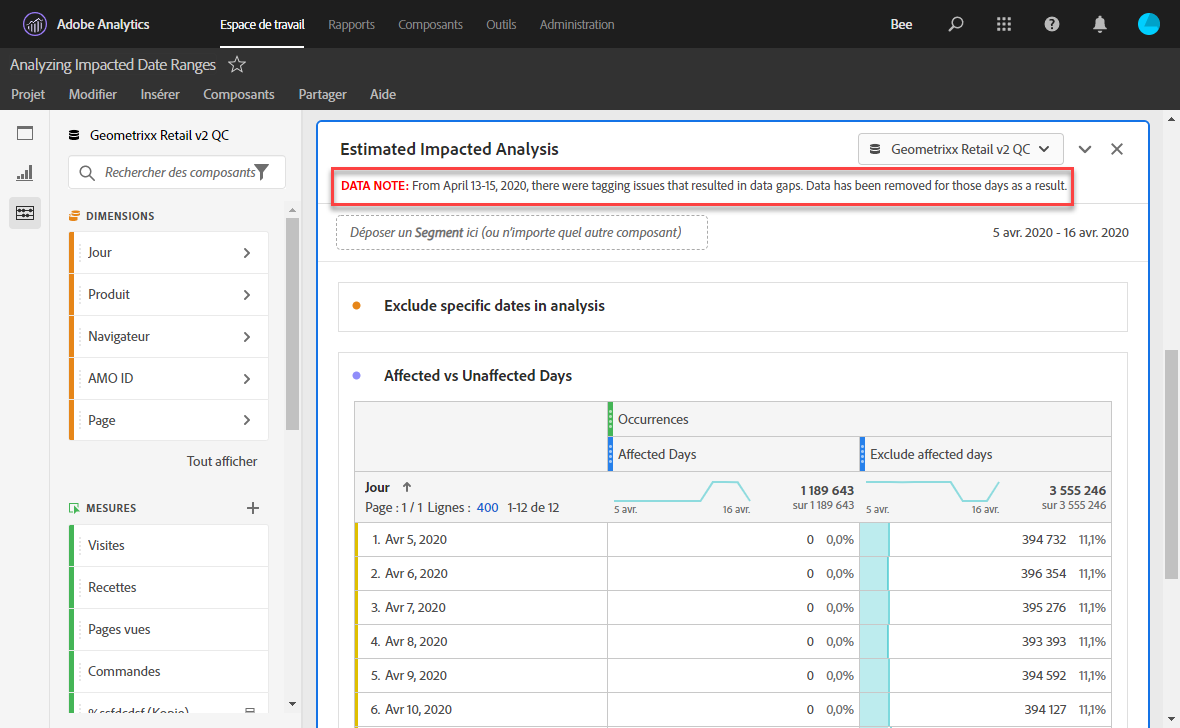 Adobe Analytics
Espace de travail Rapports Composants Outils Administration
Bee
Analyzing Impacted Date Ranges
Projet Modifier Insérer Composants Partager Aide
Geometrixx Retail v2 QC
Rechercher des composants
DIMENSIONS
Jour
Produit
Navigateur
AMO ID
Page
Tout afficher
MESURES
Visites
Recettes
Pages vues
Commandes
Estimated Impacted Analysis
Geometrixx Retail v2 QC
DATA NOTE: From April 13-15, 2020, there were tagging issues that resulted in data gaps. Data has been removed for those days as a result.
Déposer un Segment ici (ou n'importe quel autre composant)
5 avr. 2020 - 16 avr. 2020
Exclude specific dates in analysis
Affected vs Unaffected Days
Occurrences
Affected Days Exclude affected days
Jour 1 189 643 3 555 246
Page : 1 / 1 Lignes : 400 1-12 de 12 5 avr. 16 avr. sur 1 189 643 5 avr. 16 avr. sur 3 555 246
1. Avr 5, 2020 0 0,0% 394 732 11,1%
2. Avr 6, 2020 0 0,0% 396 354 11,1%
3. Avr 7, 2020 0 0,0% 395 276 11,1%
4. Avr 8, 2020 0 0,0% 393 393 11,1%
5. Avr 9, 2020 0 0,0% 394 592 11,1%
6. Avr 10, 2020 0 0,0% 394 127 11,1%